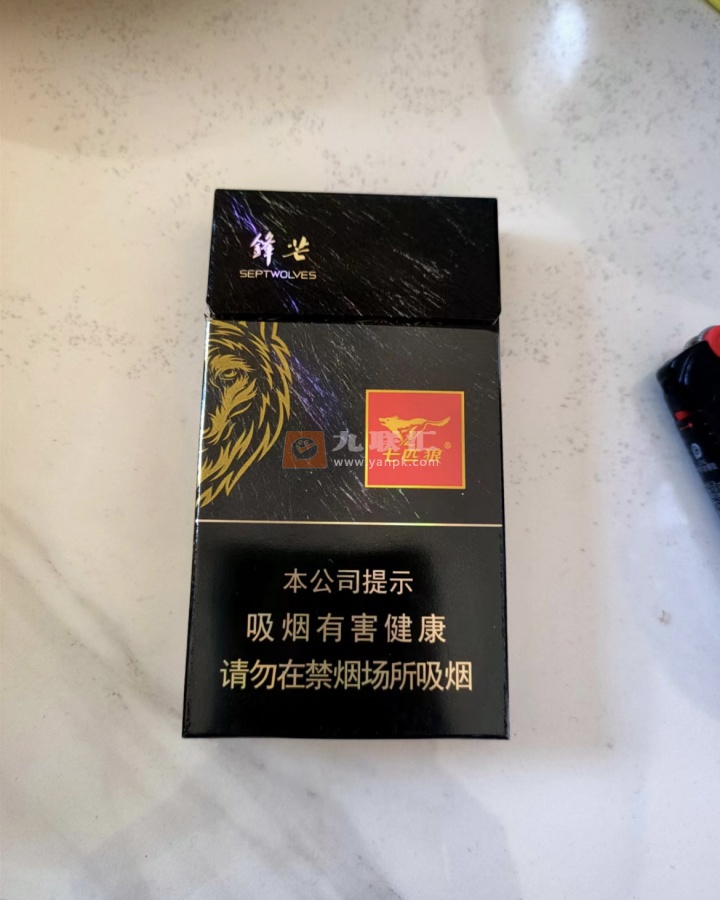 鋒芒
SEPTWOLVES
七匹狼®
九联汇
www.yanpk.com
本公司提示
吸烟有害健康
请勿在禁烟场所吸烟